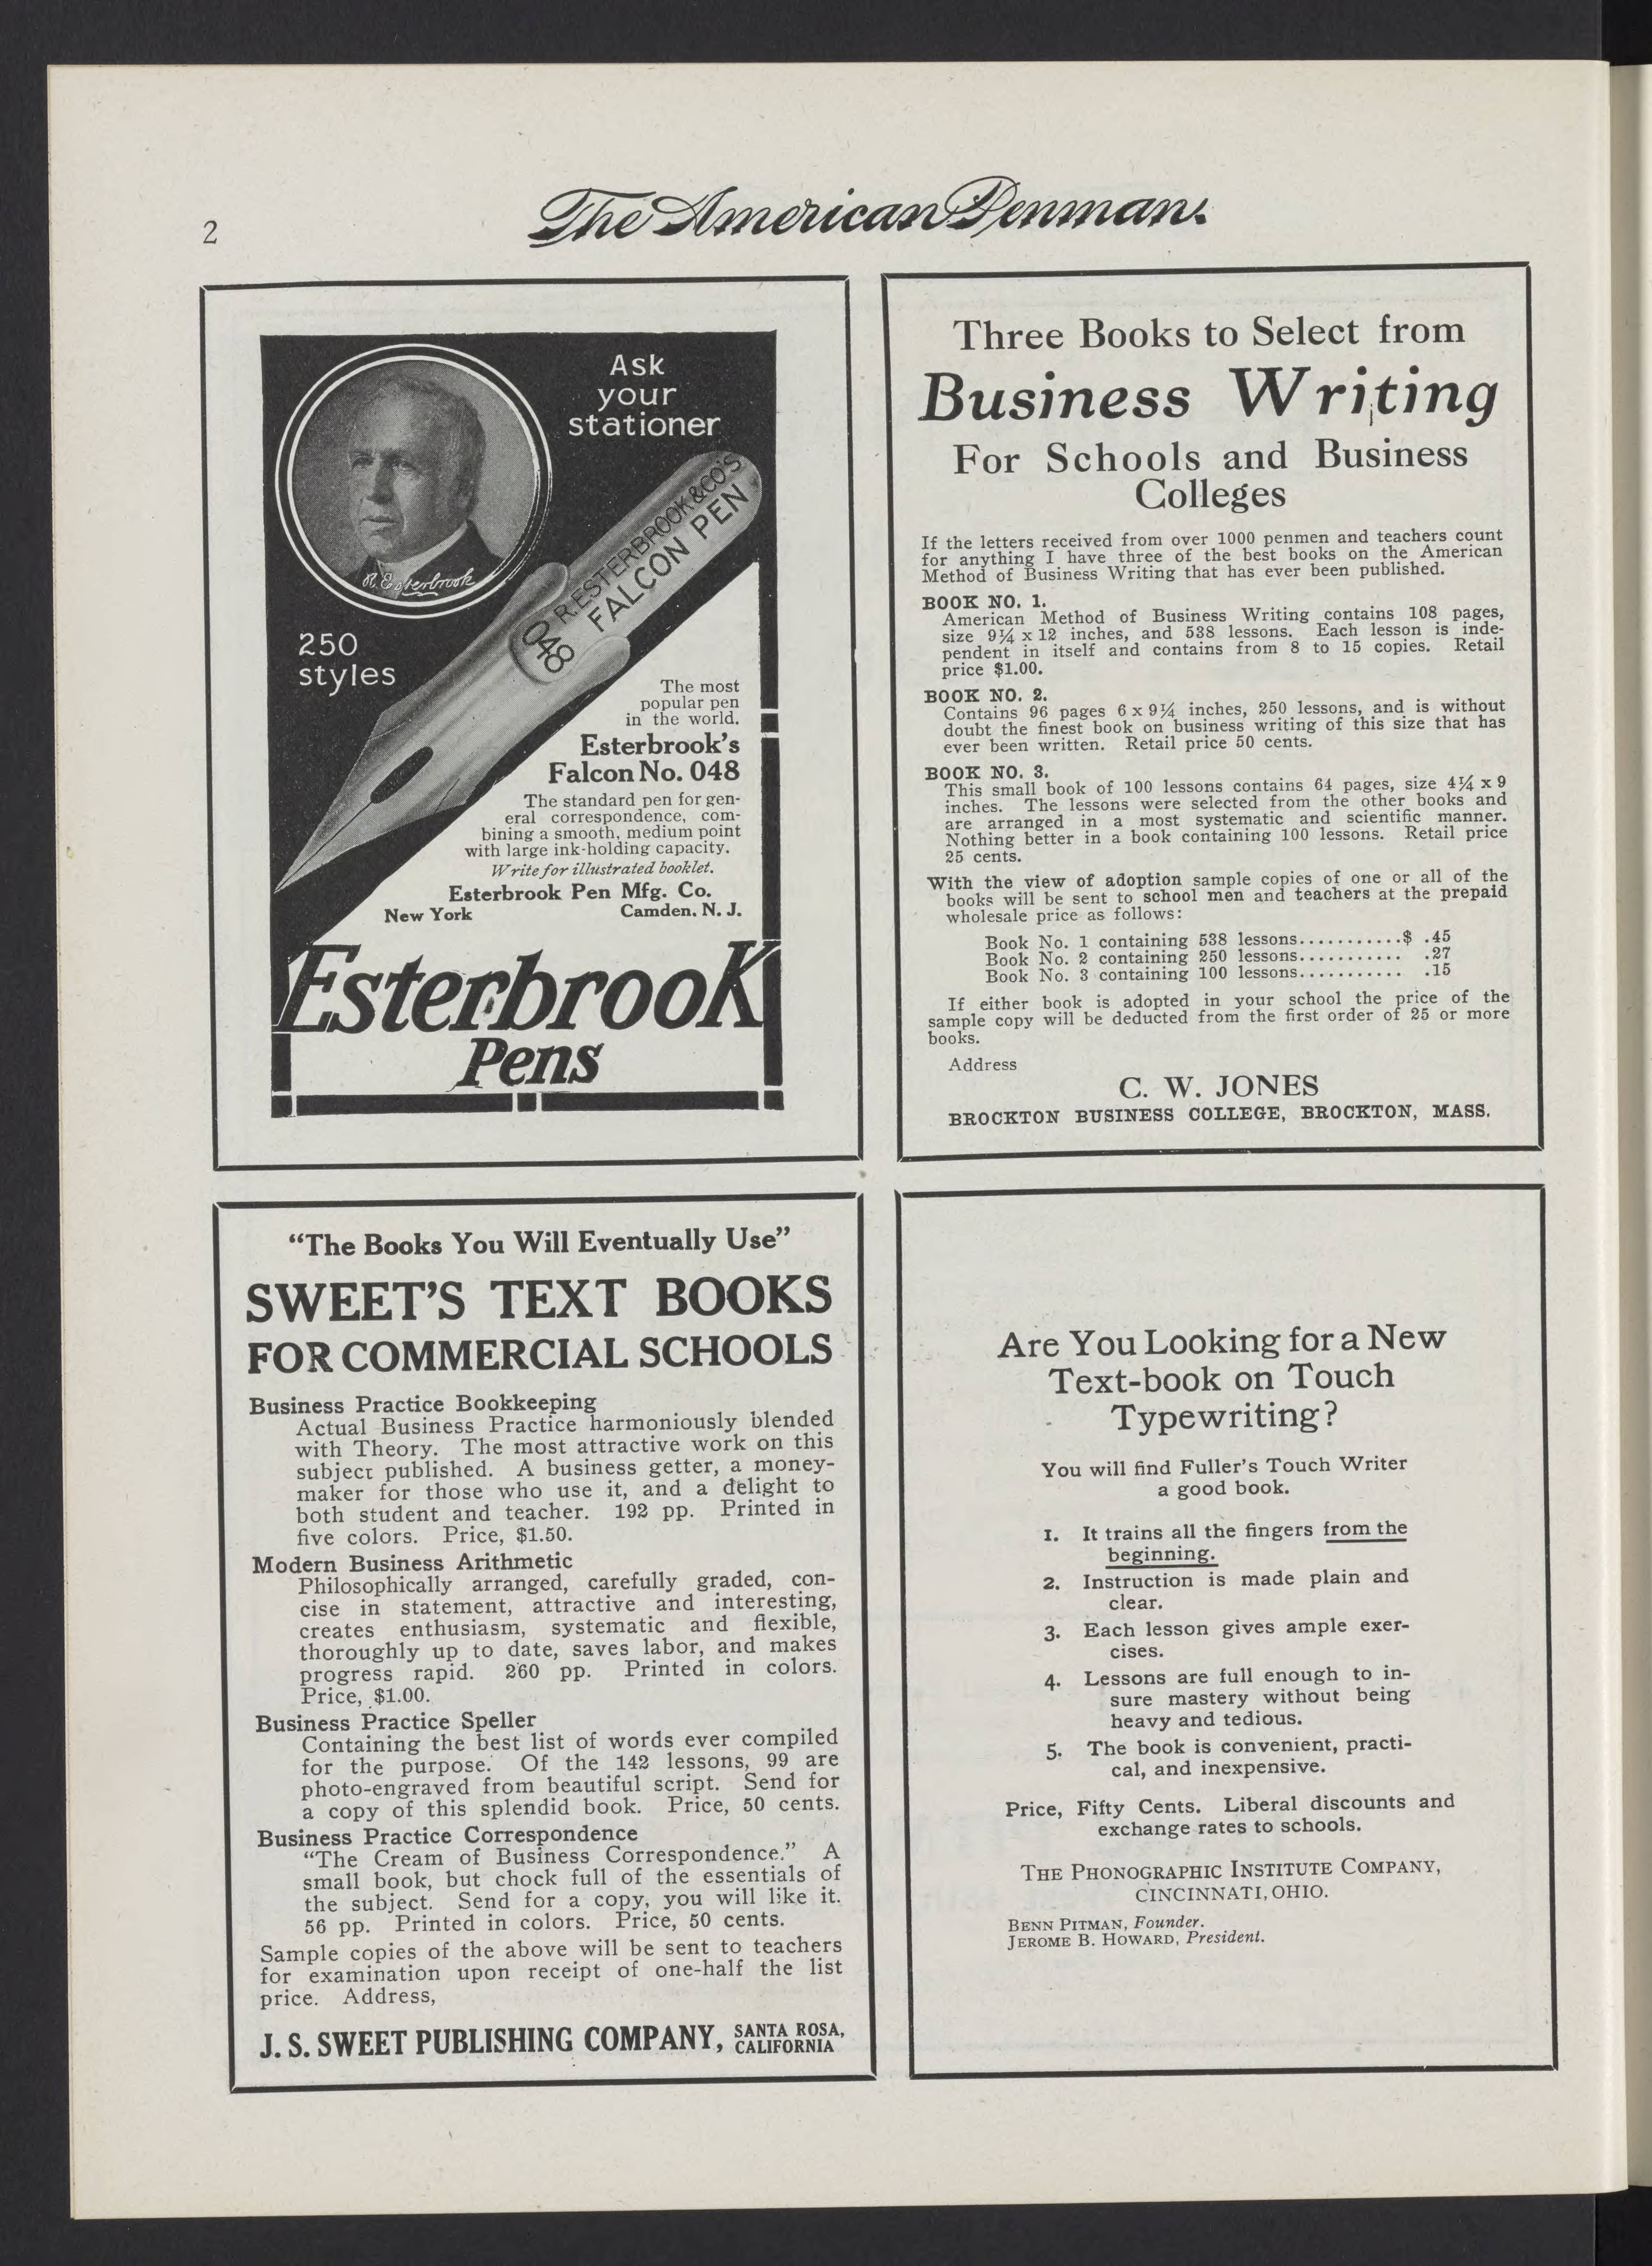 2
The American Penman.
Ask
your
stationer
R. Esterbrook
R. ESTERBROOK & CO'S
FALCON PEN
048
250
styles
The most
popular pen
in the world.
Esterbrook's
Falcon No. 048
The standard pen for gen-
eral correspondence, com-
bining a smooth, medium point
with large ink-holding capacity.
Write for illustrated booklet.
Esterbrook Pen Mfg. Co.
New York Camden. N. J.
Esterbrook
Pens
Three Books to Select from
Business Writing
For Schools and Business
Colleges
If the letters received from over 1000 penmen and teachers count
for anything I have three of the best books on the American
Method of Business Writing that has ever been published.
BOOK NO. 1.
American Method of Business Writing contains 108 pages,
size 9¼ x 12 inches, and 538 lessons. Each lesson is inde-
pendent in itself and contains from 8 to 15 copies. Retail
price $1.00.
BOOK NO. 2.
Contains 96 pages 6 x 9¼ inches, 250 lessons, and is without
doubt the finest book on business writing of this size that has
ever been written. Retail price 50 cents.
BOOK NO. 3.
This small book of 100 lessons contains 64 pages, size 4¼ x 9
inches. The lessons were selected from the other books and
are arranged in a most systematic and scientific manner.
Nothing better in a book containing 100 lessons. Retail price
25 cents.
With the view of adoption sample copies of one or all of the
books will be sent to school men and teachers at the prepaid
wholesale price as follows:
Book No. 1 containing 538 lessons...........$ .45
Book No. 2 containing 250 lessons........... .27
Book No. 3 containing 100 lessons........... .15
If either book is adopted in your school the price of the
sample copy will be deducted from the first order of 25 or more
books.
Address
C. W. JONES
BROCKTON BUSINESS COLLEGE, BROCKTON, MASS.
“The Books You Will Eventually Use”
SWEET'S TEXT BOOKS
FOR COMMERCIAL SCHOOLS
Business Practice Bookkeeping
Actual Business Practice harmoniously blended
with Theory. The most attractive work on this
subject published. A business getter, a money-
maker for those who use it, and a delight to
both student and teacher. 192 pp. Printed in
five colors. Price, $1.50.
Modern Business Arithmetic
Philosophically arranged, carefully graded, con-
cise in statement, attractive and interesting,
creates enthusiasm, systematic and flexible,
thoroughly up to date, saves labor, and makes
progress rapid. 260 pp. Printed in colors.
Price, $1.00.
Business Practice Speller
Containing the best list of words ever compiled
for the purpose. Of the 142 lessons, 99 are
photo-engraved from beautiful script. Send for
a copy of this splendid book. Price, 50 cents.
Business Practice Correspondence
“The Cream of Business Correspondence.” A
small book, but chock full of the essentials of
the subject. Send for a copy, you will like it.
56 pp. Printed in colors. Price, 50 cents.
Sample copies of the above will be sent to teachers
for examination upon receipt of one-half the list
price. Address,
J. S. SWEET PUBLISHING COMPANY, SANTA ROSA,
CALIFORNIA
Are You Looking for a New
Text-book on Touch
Typewriting?
You will find Fuller's Touch Writer
a good book.
1. It trains all the fingers from the
beginning.
2. Instruction is made plain and
clear.
3. Each lesson gives ample exer-
cises.
4. Lessons are full enough to in-
sure mastery without being
heavy and tedious.
5. The book is convenient, practi-
cal, and inexpensive.
Price, Fifty Cents. Liberal discounts and
exchange rates to schools.
THE PHONOGRAPHIC INSTITUTE COMPANY,
CINCINNATI, OHIO.
BENN PITMAN, Founder.
JEROME B. HOWARD, President.